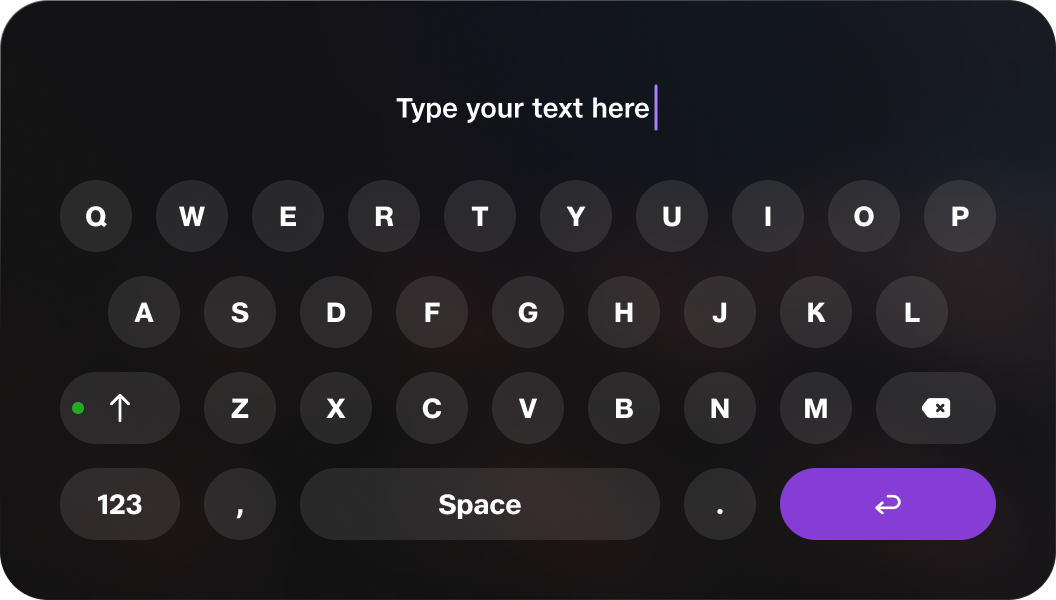 Type your text here
Q W E R T Y U I O P
A S D F G H J K L
Z X C V B N M
123 , Space .